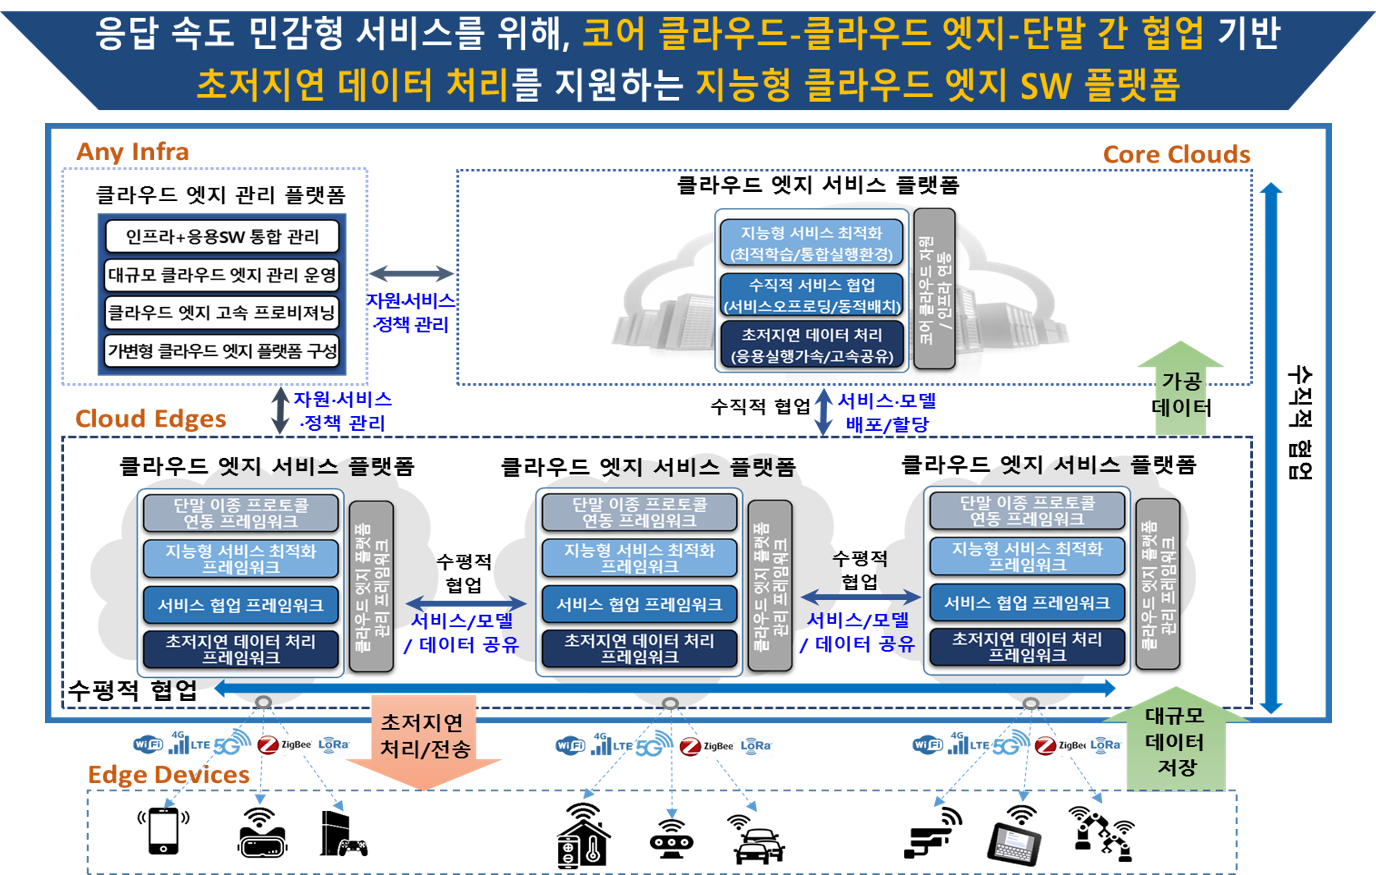 응답 속도 민감형 서비스를 위해, 코어 클라우드-클라우드 엣지-단말 간 협업 기반
초저지연 데이터 처리를 지원하는 지능형 클라우드 엣지 SW 플랫폼
Any Infra
클라우드 엣지 관리 플랫폼
인프라+응용SW 통합 관리
대규모 클라우드 엣지 관리 운영
클라우드 엣지 고속 프로비져닝
가변형 클라우드 엣지 플랫폼 구성
자원·서비스
·정책 관리
Core Clouds
클라우드 엣지 서비스 플랫폼
지능형 서비스 최적화
(최적학습/통합실행환경)
수직적 서비스 협업
(서비스오프로딩/동적배치)
초저지연 데이터 처리
(응용실행가속/고속공유)
코어 클라우드 자원
/ 인프라 연동
자원·서비스
·정책 관리
수직적 협업
서비스·모델
배포/할당
가공
데이터
수직적 협업
Cloud Edges
클라우드 엣지 서비스 플랫폼
단말 이종 프로토콜
연동 프레임워크
지능형 서비스 최적화
프레임워크
서비스 협업 프레임워크
초저지연 데이터 처리
프레임워크
클라우드 엣지 플랫폼
관리 프레임워크
수평적
협업
서비스/모델
/ 데이터 공유
클라우드 엣지 서비스 플랫폼
단말 이종 프로토콜
연동 프레임워크
지능형 서비스 최적화
프레임워크
서비스 협업 프레임워크
초저지연 데이터 처리
프레임워크
클라우드 엣지 플랫폼
관리 프레임워크
수평적
협업
서비스/모델
/ 데이터 공유
클라우드 엣지 서비스 플랫폼
단말 이종 프로토콜
연동 프레임워크
지능형 서비스 최적화
프레임워크
서비스 협업 프레임워크
초저지연 데이터 처리
프레임워크
클라우드 엣지 플랫폼
관리 프레임워크
수평적 협업
초저지연
처리/전송
대규모
데이터
저장
WiFi 4G LTE 5G ZigBee LoRa
WiFi 4G LTE 5G ZigBee LoRa
WiFi 4G LTE 5G ZigBee LoRa
Edge Devices